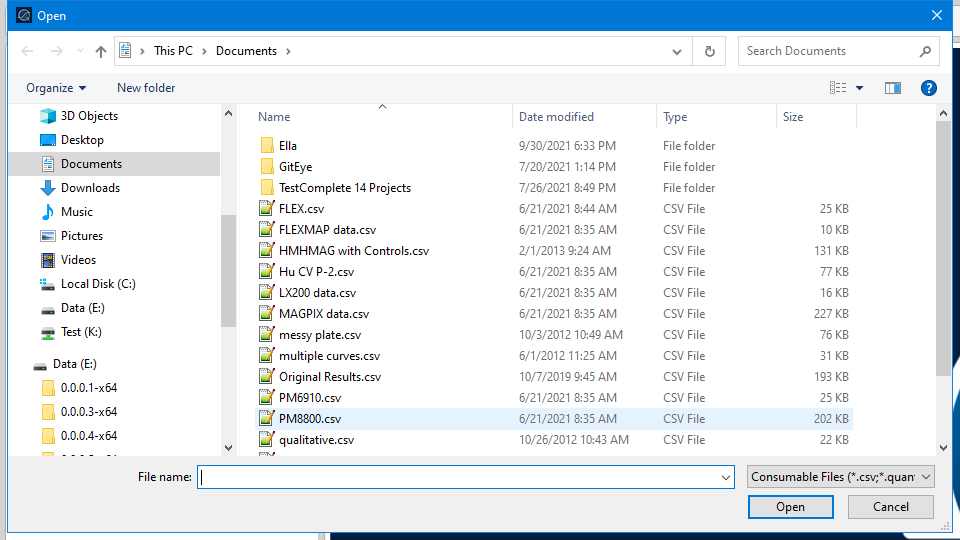 Open
This PC > Documents >
Search Documents
Organize
New folder
3D Objects
Desktop
Documents
Downloads
Music
Pictures
Videos
Local Disk (C:)
Data (E:)
Test (K:)
Data (E:)
0.0.0.1-x64
0.0.0.3-x64
0.0.0.4-x64
Name Date modified Type Size
Ella 9/30/2021 6:33 PM File folder
GitEye 7/20/2021 1:14 PM File folder
TestComplete 14 Projects 7/26/2021 8:49 PM File folder
FLEX.csv 6/21/2021 8:44 AM CSV File 25 KB
FLEXMAP data.csv 6/21/2021 8:35 AM CSV File 10 KB
HMHMAG with Controls.csv 2/1/2013 9:24 AM CSV File 131 KB
Hu CV P-2.csv 6/21/2021 8:35 AM CSV File 77 KB
LX200 data.csv 6/21/2021 8:35 AM CSV File 16 KB
MAGPIX data.csv 6/21/2021 8:35 AM CSV File 227 KB
messy plate.csv 10/3/2012 10:49 AM CSV File 76 KB
multiple curves.csv 6/1/2012 11:25 AM CSV File 31 KB
Original Results.csv 10/7/2019 9:45 AM CSV File 193 KB
PM6910.csv 6/21/2021 8:35 AM CSV File 25 KB
PM8800.csv 6/21/2021 8:35 AM CSV File 202 KB
qualitative.csv 10/26/2012 10:43 AM CSV File 22 KB
File name:
Consumable Files (*.csv;*.quan
Open
Cancel